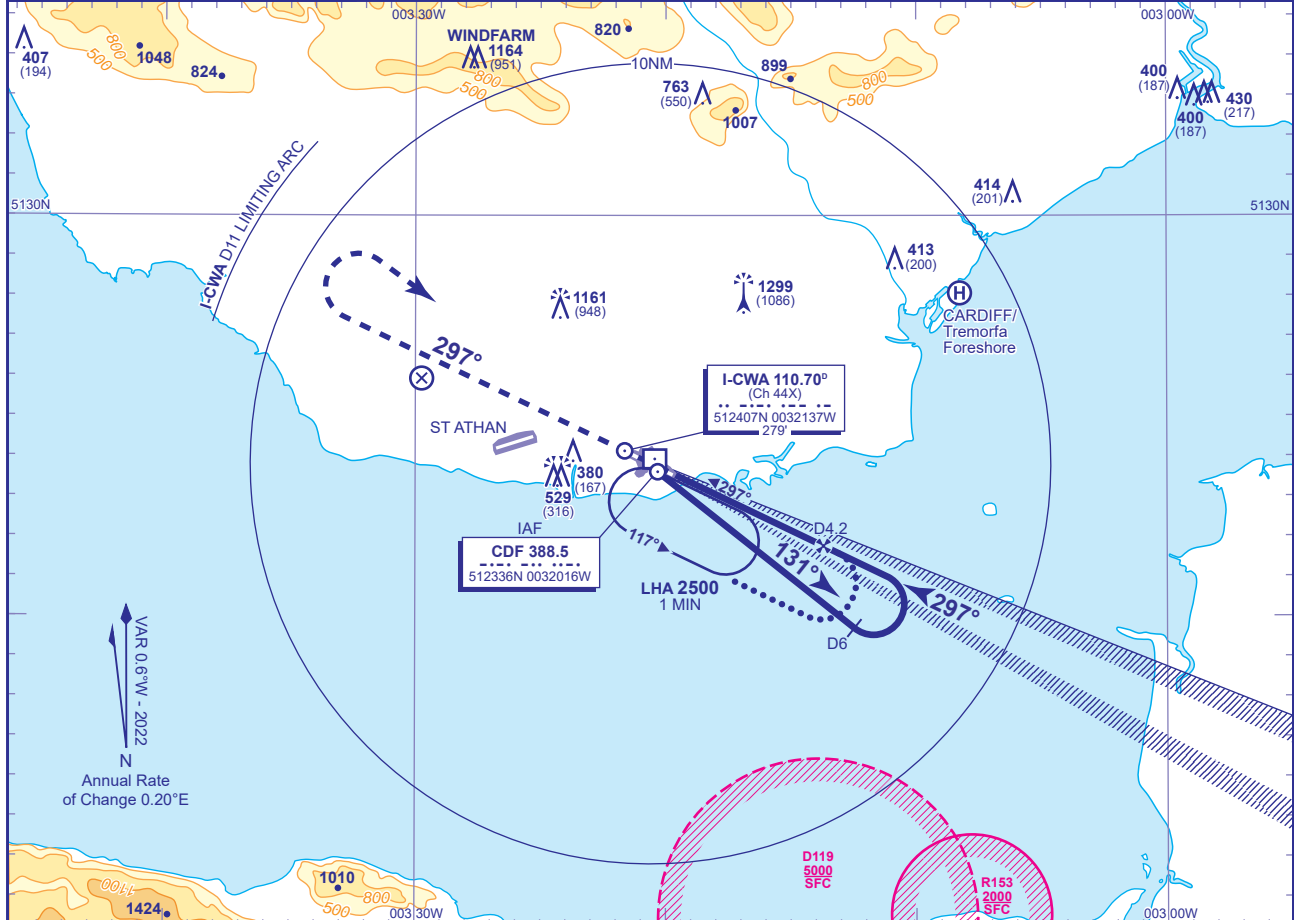 003 30W
003 00W
407
(194)
800
500
1048
824
WINDFARM
1164
(951)
800
500
820
10NM
899
800
500
763
(550)
1007
400
(187)
400
(187)
430
(217)
I-CWA D11 LIMITING ARC
5130N
5130N
414
(201)
413
(200)
H
CARDIFF/
Tremorfa
Foreshore
1161
(948)
1299
(1086)
297°
I-CWA 110.70ᴰ
(Ch 44X)
512407N 0032137W
279'
ST ATHAN
380
(167)
529
(316)
297°
IAF
CDF 388.5
512336N 0032016W
117°
D4.2
131°
LHA 2500
1 MIN
297°
D6
VAR 0.6°W - 2022
N
Annual Rate
of Change 0.20°E
D119
5000
SFC
R153
2000
SFC
1100
1424
1010
800
500
003 30W
003 00W